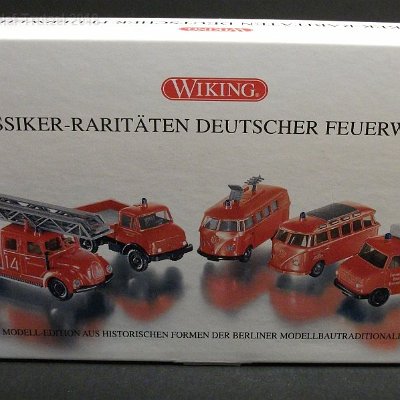 WIKING®
SSIKER-RARITÄTEN DEUTSCHER FEUERW
14
MODELL-EDITION AUS HISTORISCHEN FORMEN DER BERLINER MODELLBAUTRADITIONAL